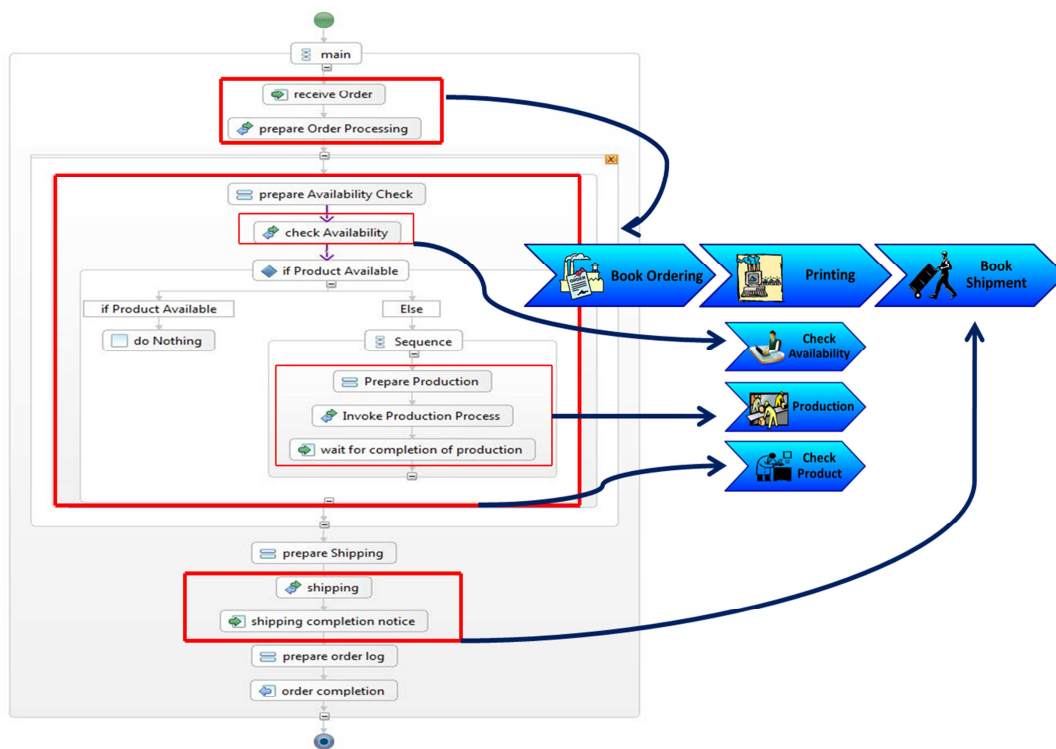 main
receive Order
prepare Order Processing
prepare Availability Check
check Availability
if Product Available
if Product Available
Else
do Nothing
Sequence
Prepare Production
Invoke Production Process
wait for completion of production
prepare Shipping
shipping
shipping completion notice
prepare order log
order completion
ORDER
Book Ordering
Printing
Book
Shipment
Check
Availability
Production
Check
Product